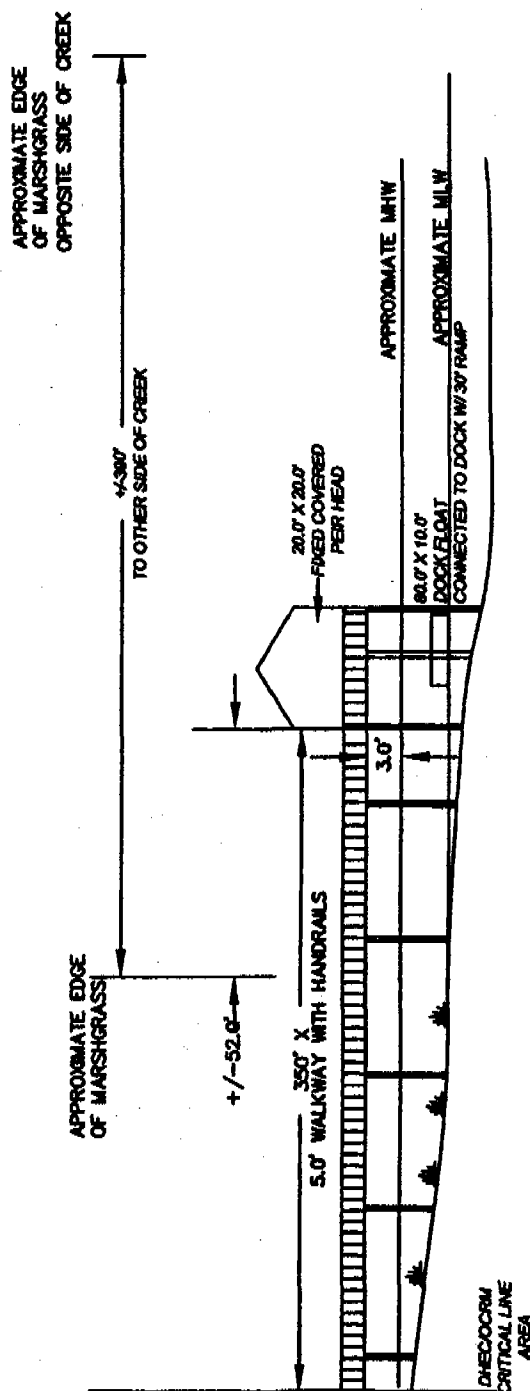 APPROXIMATE EDGE
OF MARSHGRASS
OPPOSITE SIDE OF CREEK
+/-390'
TO OTHER SIDE OF CREEK
APPROXIMATE EDGE
OF MARSHGRASS
+/-52.0'
350' X
5.0' WALKWAY WITH HANDRAILS
20.0' X 20.0'
FIXED COVERED
PEIR HEAD
3.0'
APPROXIMATE MHW
APPROXIMATE MLW
80.0' X 10.0'
DOCK FLOAT
CONNECTED TO DOCK W/30' RAMP
DHEC/OCRM
CRITICAL LINE
AREA